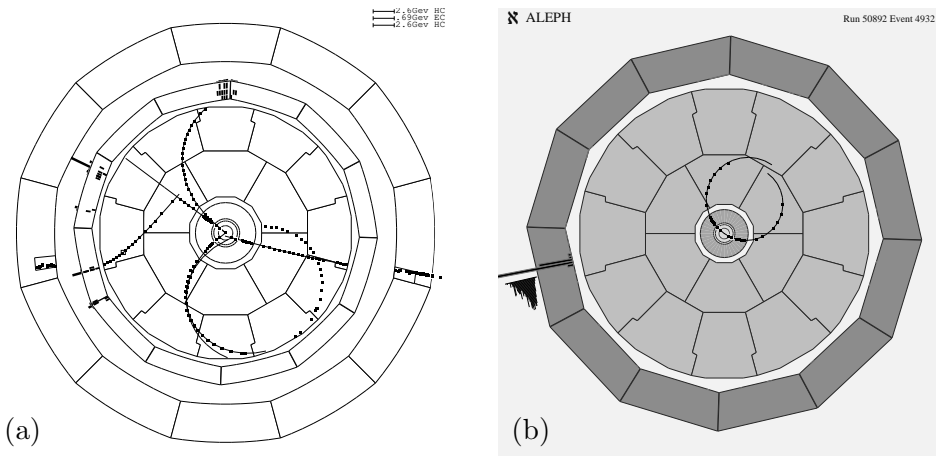 2.6Gev HC
.69Gev EC
2.6Gev HC
ℵ ALEPH
Run 50892 Event 4932
(a)
(b)